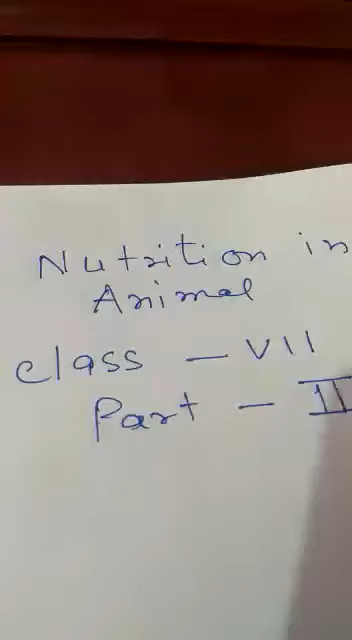 Nutrition in
Animal
class - VII
Part - II